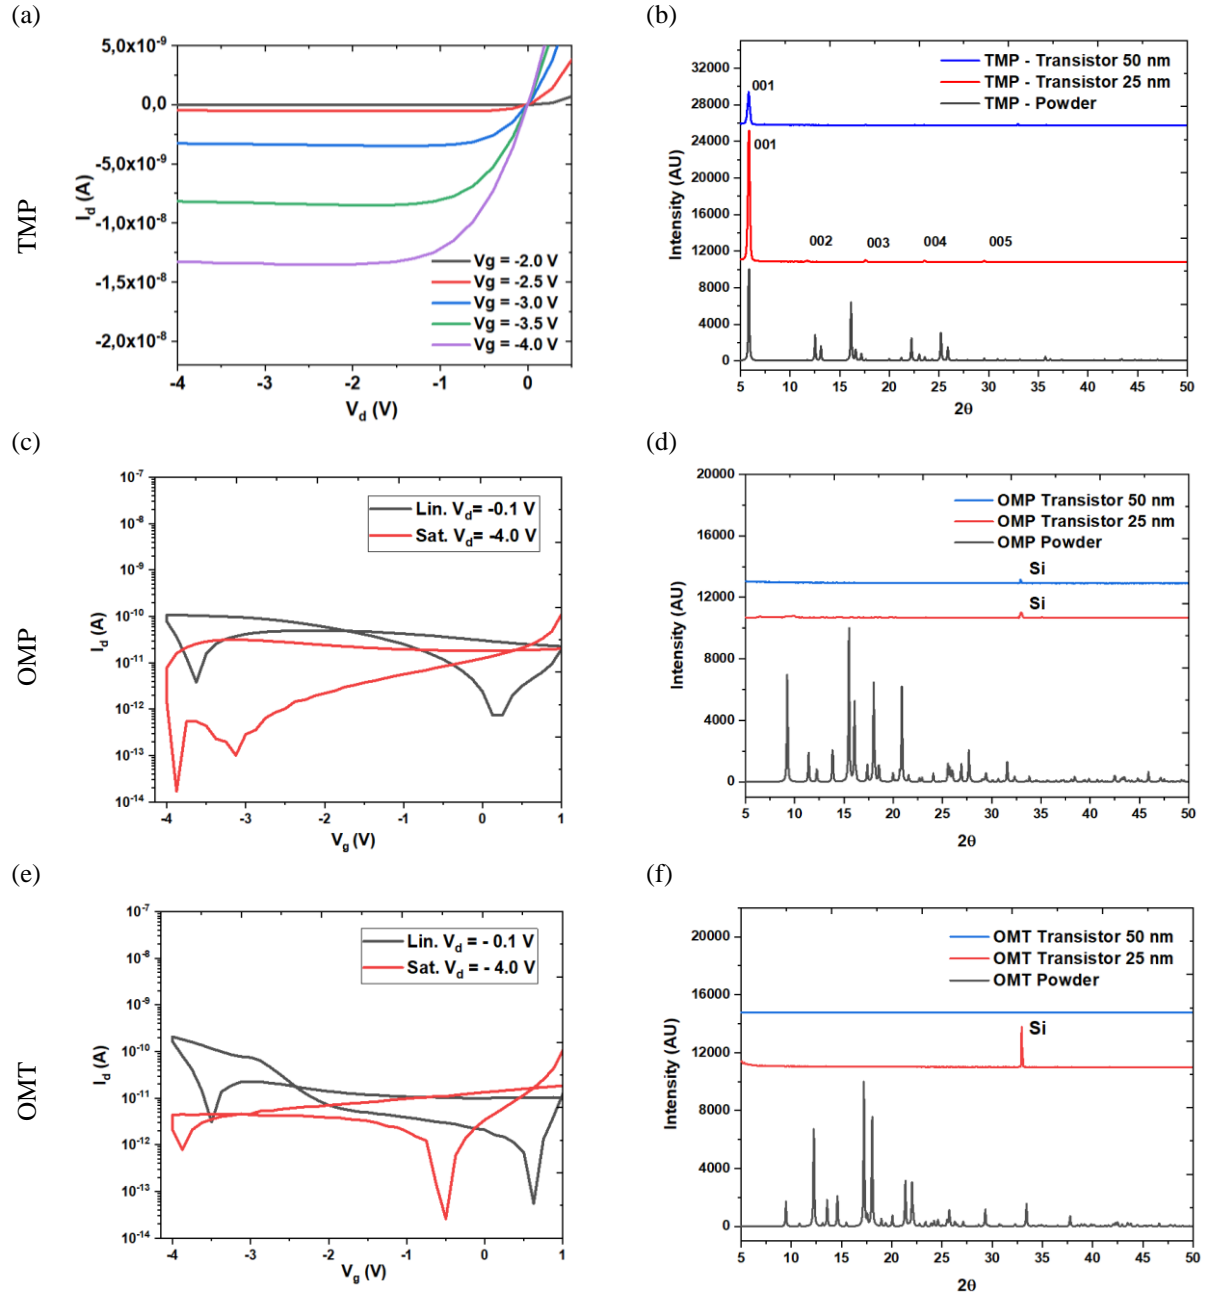 (a)
(b)
TMP
5,0x10⁻⁹
0,0
-5,0x10⁻⁹
-1,0x10⁻⁸
-1,5x10⁻⁸
-2,0x10⁻⁸
I_d (A)
Vg = -2.0 V
Vg = -2.5 V
Vg = -3.0 V
Vg = -3.5 V
Vg = -4.0 V
-4 -3 -2 -1 0
V_d (V)
TMP - Transistor 50 nm
TMP - Transistor 25 nm
TMP - Powder
001
001
002 003 004 005
32000
28000
24000
20000
16000
12000
8000
4000
0
Intensity (AU)
5 10 15 20 25 30 35 40 45 50
2θ
(c)
(d)
OMP
10⁻⁷
10⁻⁸
10⁻⁹
10⁻¹⁰
10⁻¹¹
10⁻¹²
10⁻¹³
10⁻¹⁴
I_d (A)
Lin. V_d= -0.1 V
Sat. V_d= -4.0 V
-4 -3 -2 -1 0 1
V_g (V)
20000
16000
12000
8000
4000
0
Intensity (AU)
OMP Transistor 50 nm
OMP Transistor 25 nm
OMP Powder
Si
Si
5 10 15 20 25 30 35 40 45 50
2θ
(e)
(f)
OMT
10⁻⁷
10⁻⁸
10⁻⁹
10⁻¹⁰
10⁻¹¹
10⁻¹²
10⁻¹³
10⁻¹⁴
I_d (A)
Lin. V_d = - 0.1 V
Sat. V_d = - 4.0 V
-4 -3 -2 -1 0 1
V_g (V)
20000
16000
12000
8000
4000
0
Intensity (AU)
OMT Transistor 50 nm
OMT Transistor 25 nm
OMT Powder
Si
5 10 15 20 25 30 35 40 45 50
2θ